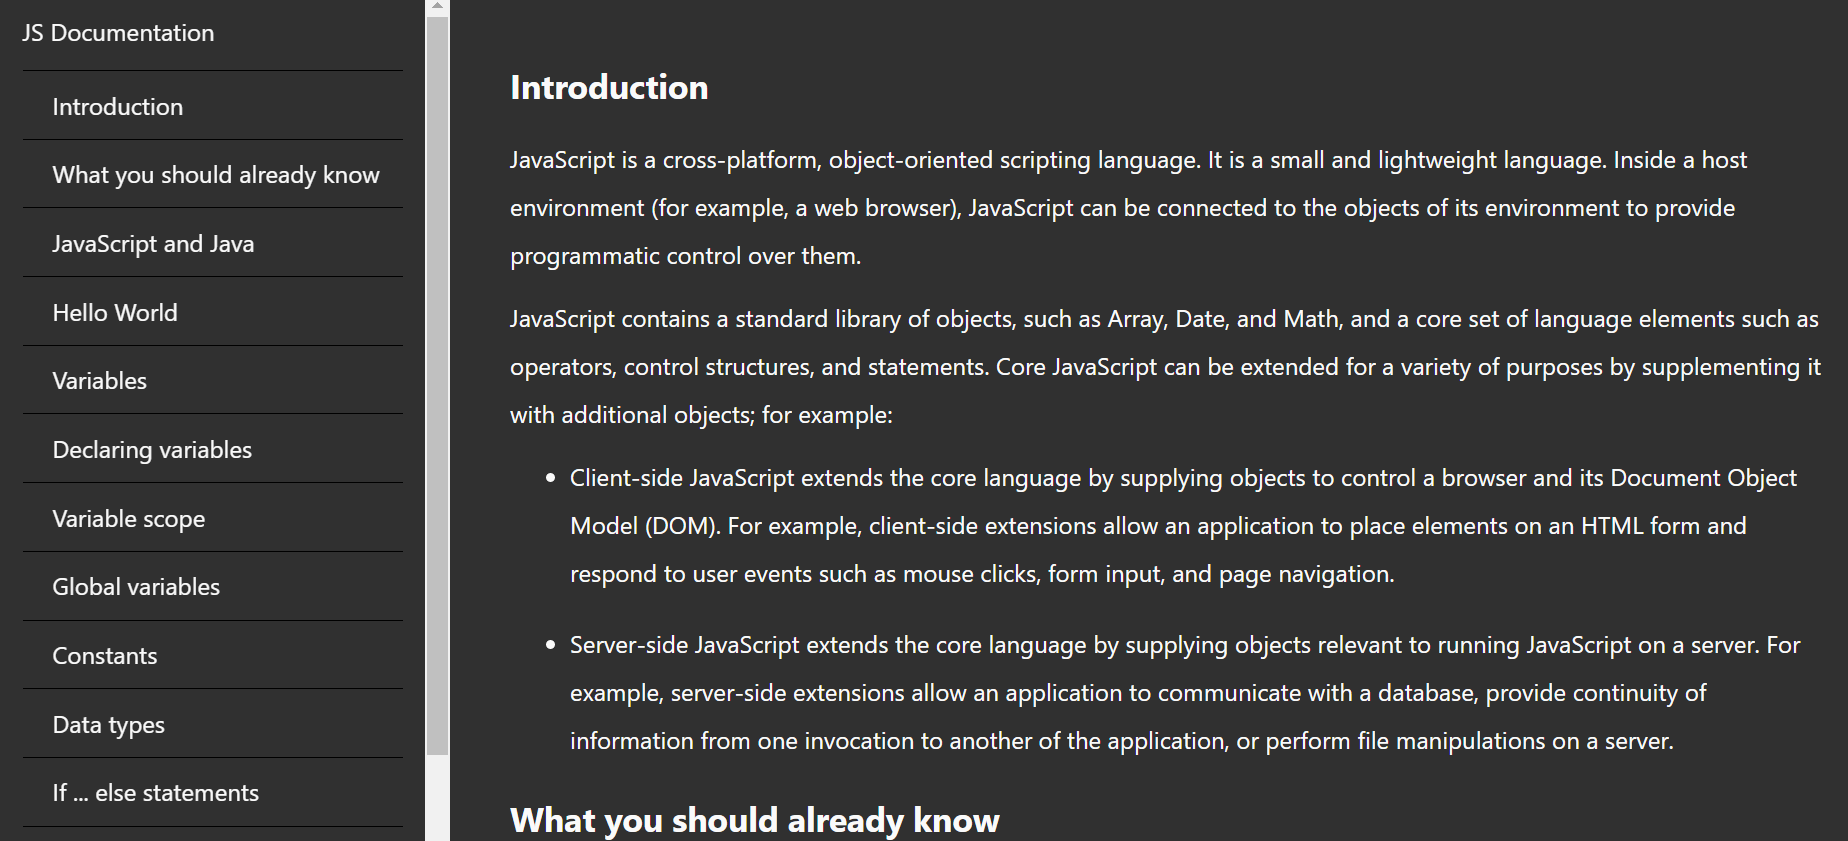 JS Documentation
Introduction
What you should already know
JavaScript and Java
Hello World
Variables
Declaring variables
Variable scope
Global variables
Constants
Data types
If ... else statements
Introduction
JavaScript is a cross-platform, object-oriented scripting language. It is a small and lightweight language. Inside a host
environment (for example, a web browser), JavaScript can be connected to the objects of its environment to provide
programmatic control over them.
JavaScript contains a standard library of objects, such as Array, Date, and Math, and a core set of language elements such as
operators, control structures, and statements. Core JavaScript can be extended for a variety of purposes by supplementing it
with additional objects; for example:
• Client-side JavaScript extends the core language by supplying objects to control a browser and its Document Object
Model (DOM). For example, client-side extensions allow an application to place elements on an HTML form and
respond to user events such as mouse clicks, form input, and page navigation.
• Server-side JavaScript extends the core language by supplying objects relevant to running JavaScript on a server. For
example, server-side extensions allow an application to communicate with a database, provide continuity of
information from one invocation to another of the application, or perform file manipulations on a server.
What you should already know